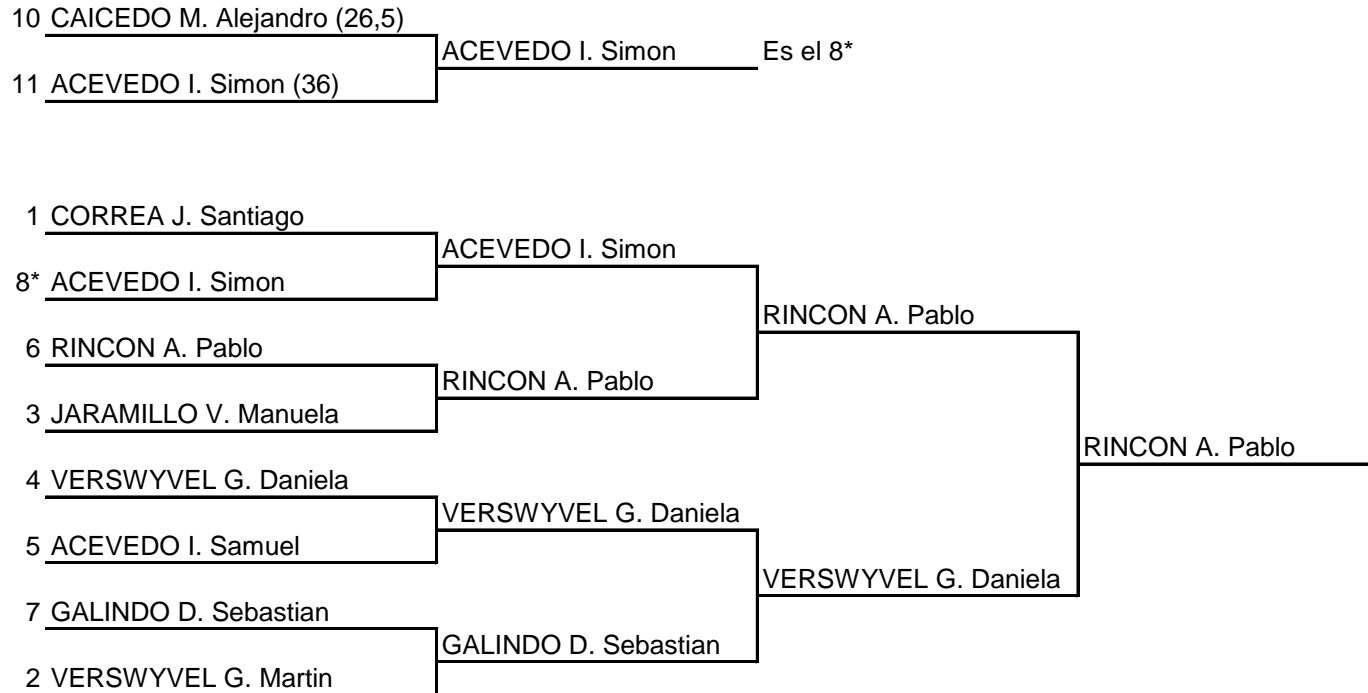 10 CAICEDO M. Alejandro (26,5)
ACEVEDO I. Simon Es el 8*
11 ACEVEDO I. Simon (36)
1 CORREA J. Santiago
ACEVEDO I. Simon
8* ACEVEDO I. Simon
RINCON A. Pablo
6 RINCON A. Pablo
RINCON A. Pablo
3 JARAMILLO V. Manuela
RINCON A. Pablo
4 VERSWYVEL G. Daniela
VERSWYVEL G. Daniela
5 ACEVEDO I. Samuel
VERSWYVEL G. Daniela
7 GALINDO D. Sebastian
GALINDO D. Sebastian
2 VERSWYVEL G. Martin